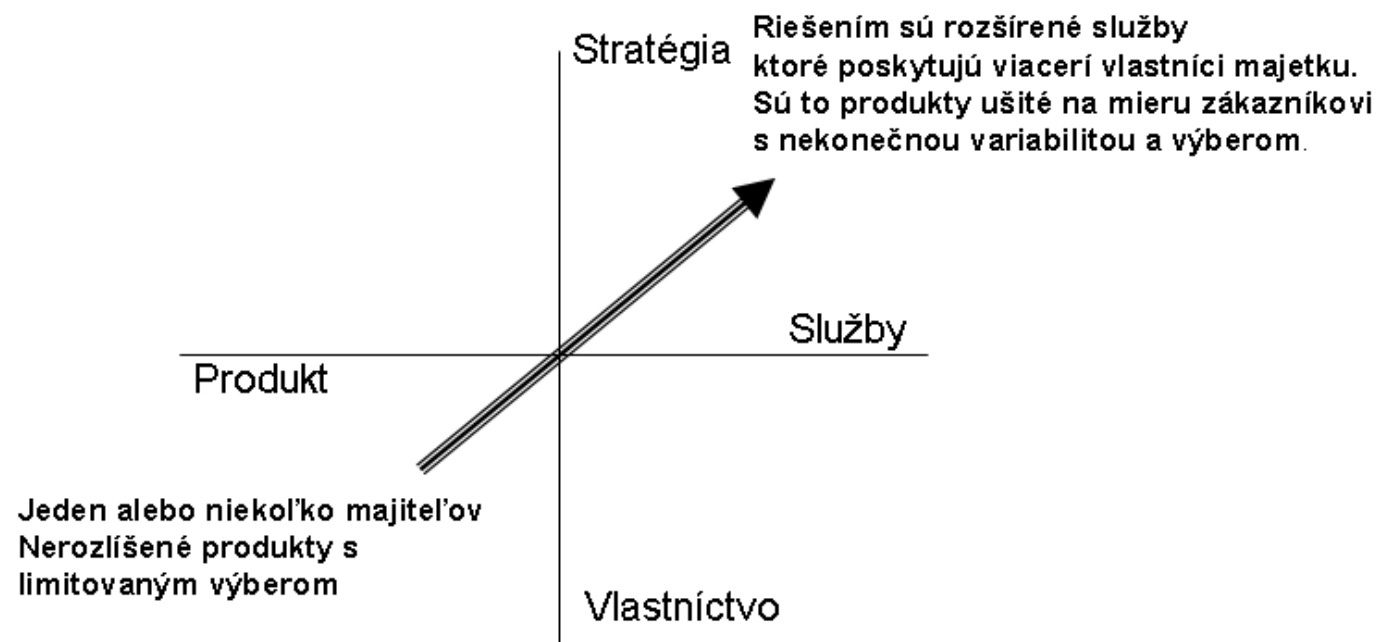 Stratégia
Riešením sú rozšírené služby
ktoré poskytujú viacerí vlastníci majetku.
Sú to produkty ušité na mieru zákazníkovi
s nekonečnou variabilitou a výberom.
Služby
Produkt
Jeden alebo niekoľko majiteľov
Nerozlíšené produkty s
limitovaným výberom
Vlastníctvo